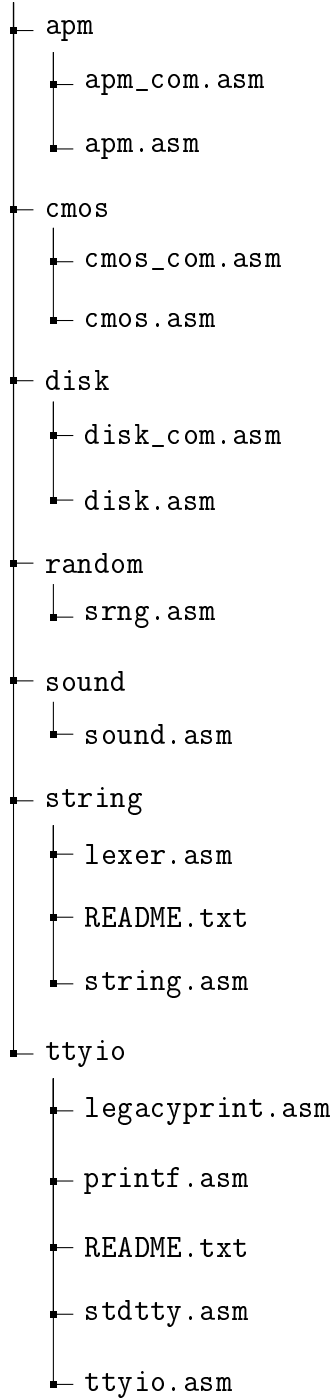 apm
apm_com.asm
apm.asm
cmos
cmos_com.asm
cmos.asm
disk
disk_com.asm
disk.asm
random
srng.asm
sound
sound.asm
string
lexer.asm
README.txt
string.asm
ttyio
legacyprint.asm
printf.asm
README.txt
stdtty.asm
ttyio.asm